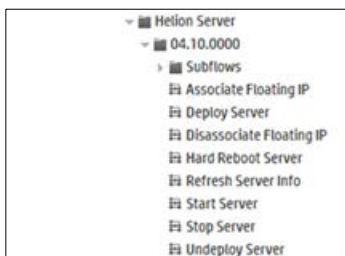 Helion Server
04.10.0000
Subflows
Associate Floating IP
Deploy Server
Disassociate Floating IP
Hard Reboot Server
Refresh Server Info
Start Server
Stop Server
Undeploy Server